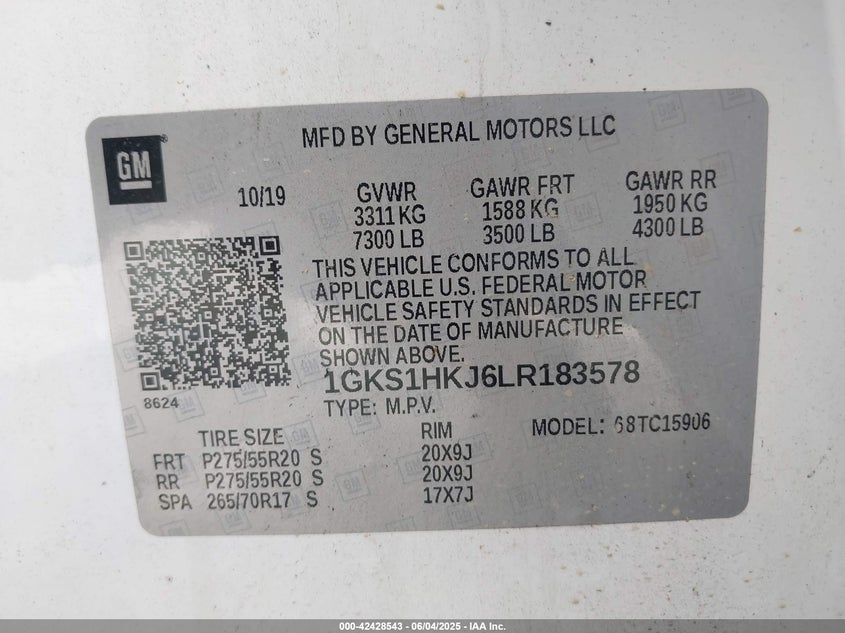 MFD BY GENERAL MOTORS LLC
GM
10/19
GVWR GAWR FRT GAWR RR
3311 KG 1588 KG 1950 KG
7300 LB 3500 LB 4300 LB
THIS VEHICLE CONFORMS TO ALL
APPLICABLE U.S. FEDERAL MOTOR
VEHICLE SAFETY STANDARDS IN EFFECT
ON THE DATE OF MANUFACTURE
SHOWN ABOVE.
1GKS1HKJ6LR183578
8624
TYPE: M.P.V.
MODEL: 68TC15906
TIRE SIZE RIM
FRT P275/55R20 S 20X9J
RR P275/55R20 S 20X9J
SPA 265/70R17 S 17X7J
000-42428543 - 06/04/2025 - IAA Inc.